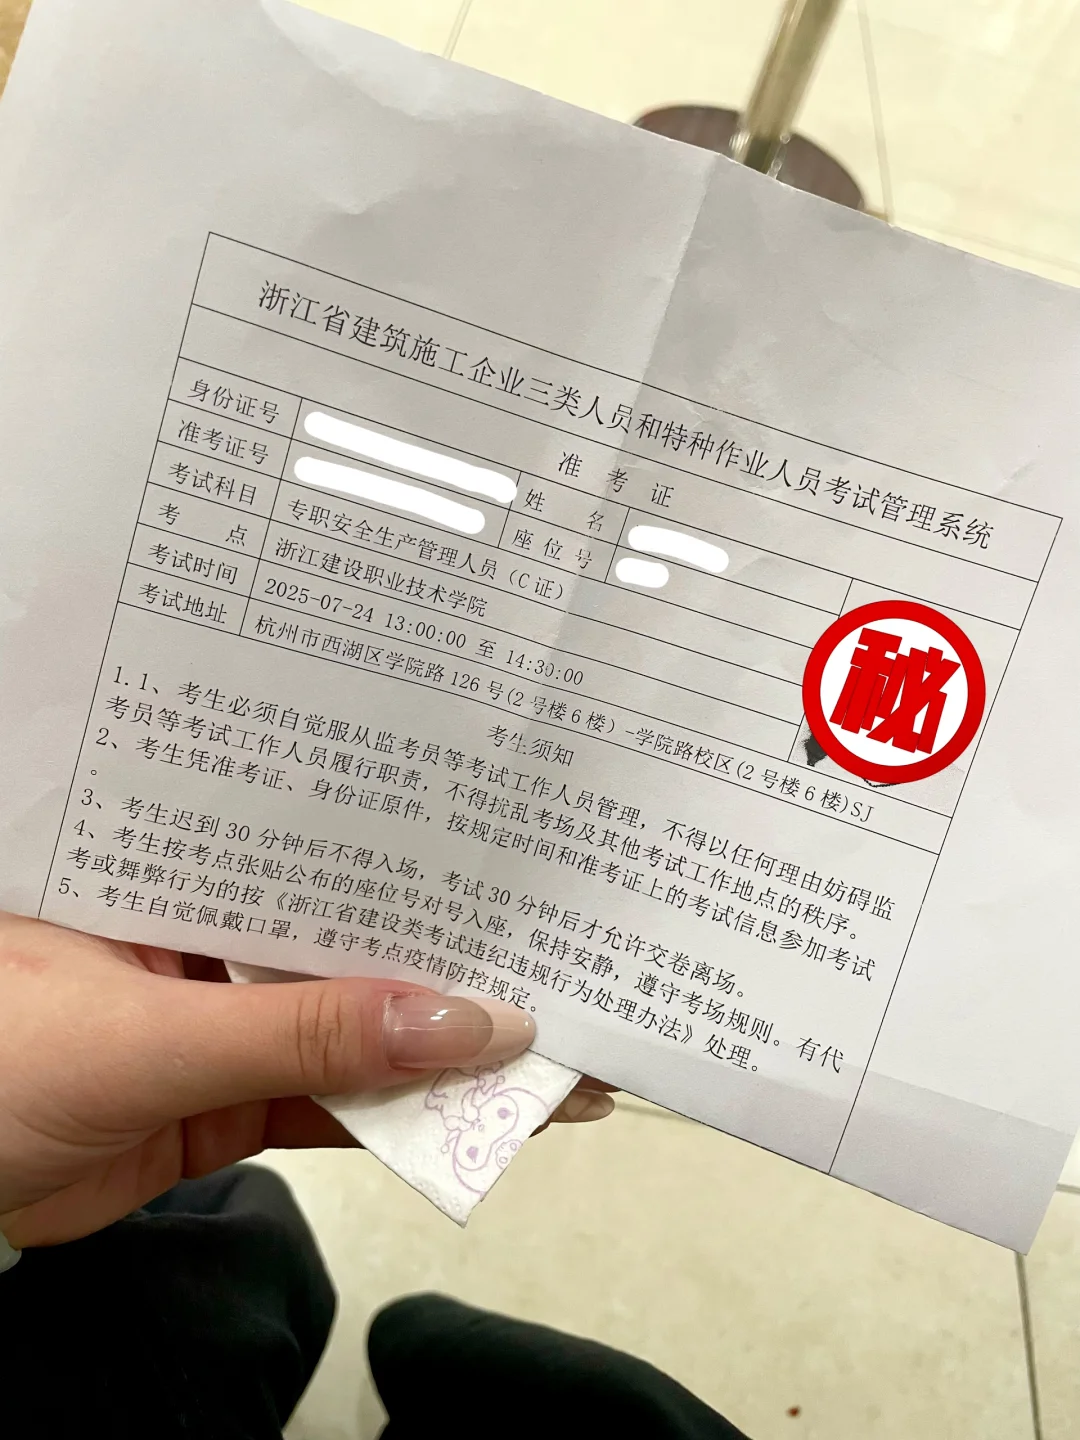 浙江省建筑施工企业三类人员和特种作业人员考试管理系统
准 考 证
身份证号
准考证号 姓 名
考试科目 专职安全生产管理人员（C 证） 座 位 号
考 点 浙江建设职业技术学院
考试时间 2025-07-24 13:00:00 至 14:30:00
考试地址 杭州市西湖区学院路 126 号(2 号楼 6 楼) -学院路校区(2 号楼 6 楼)SJ
秘
考生须知
1.1、考生必须自觉服从监考员等考试工作人员管理，不得以任何理由妨碍监
考员等考试工作人员履行职责，不得扰乱考场及其他考试工作地点的秩序。
2、考生凭准考证、身份证原件，按规定时间和准考证上的考试信息参加考试
。
3、考生迟到 30 分钟后不得入场，考试 30 分钟后才允许交卷离场。
4、考生按考点张贴公布的座位号对号入座，保持安静，遵守考场规则。有代
考或舞弊行为的按《浙江省建设类考试违纪违规行为处理办法》处理。
5、考生自觉佩戴口罩，遵守考点疫情防控规定。